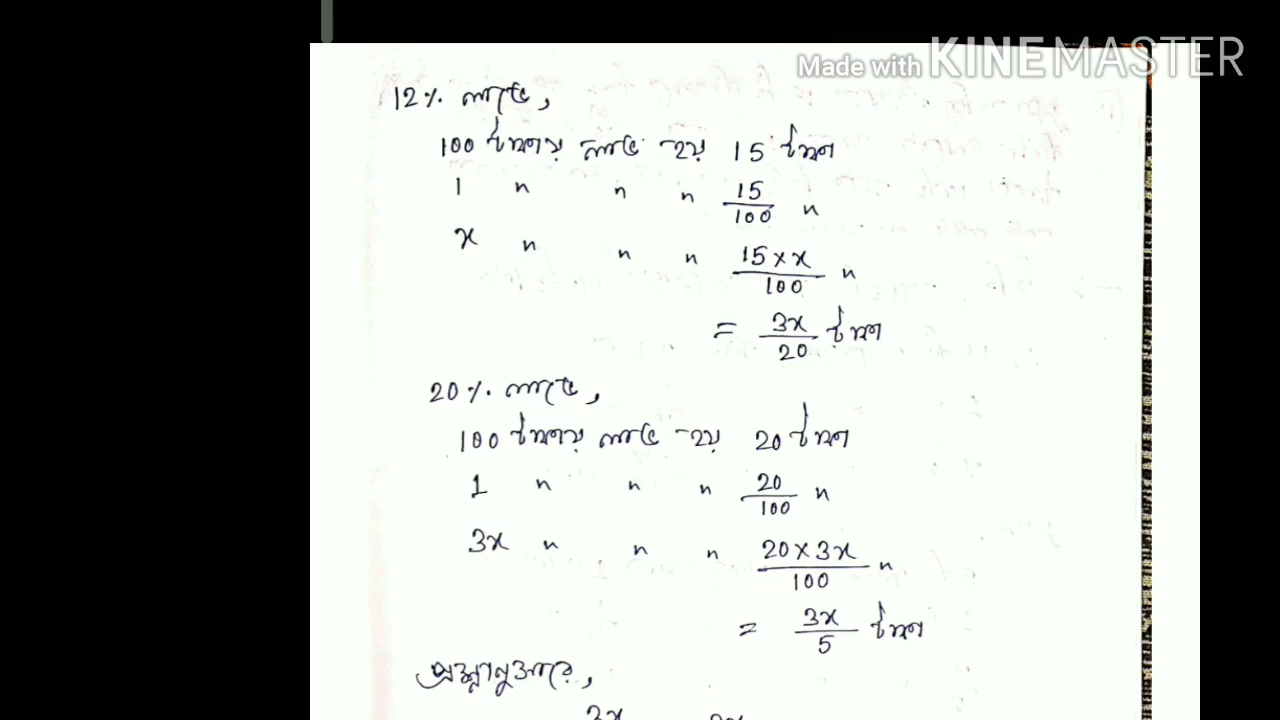 Made with KINEMASTER
12% লাভে,
100 টাকায় লাভ হয় 15 টাকা
1 " " " 15/100 "
x " " " 15 × x/100 "
= 3x/20 টাকা
20% লাভে,
100 টাকায় লাভ হয় 20 টাকা
1 " " " 20/100 "
3x " " " 20 × 3x/100 "
= 3x/5 টাকা
প্রশ্নানুসারে,